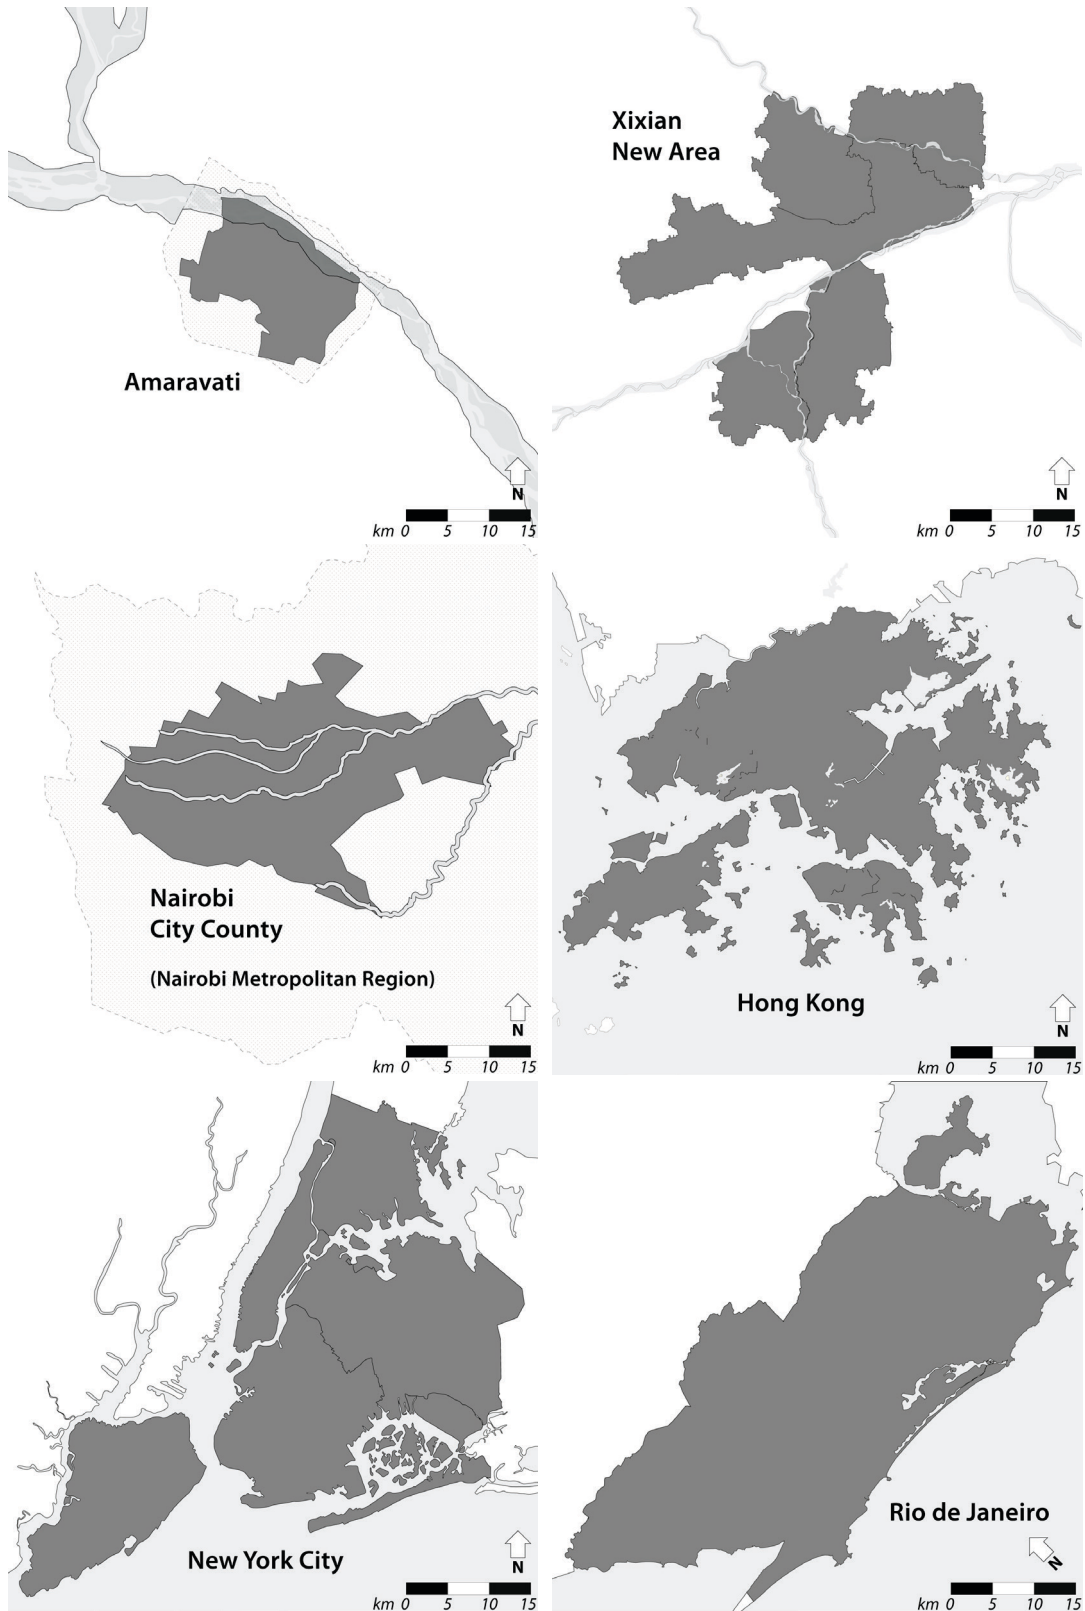 Amaravati
N
km 0 5 10 15
Xixian
New Area
N
km 0 5 10 15
Nairobi
City County
(Nairobi Metropolitan Region)
N
km 0 5 10 15
Hong Kong
N
km 0 5 10 15
New York City
N
km 0 5 10 15
Rio de Janeiro
N
km 0 5 10 15